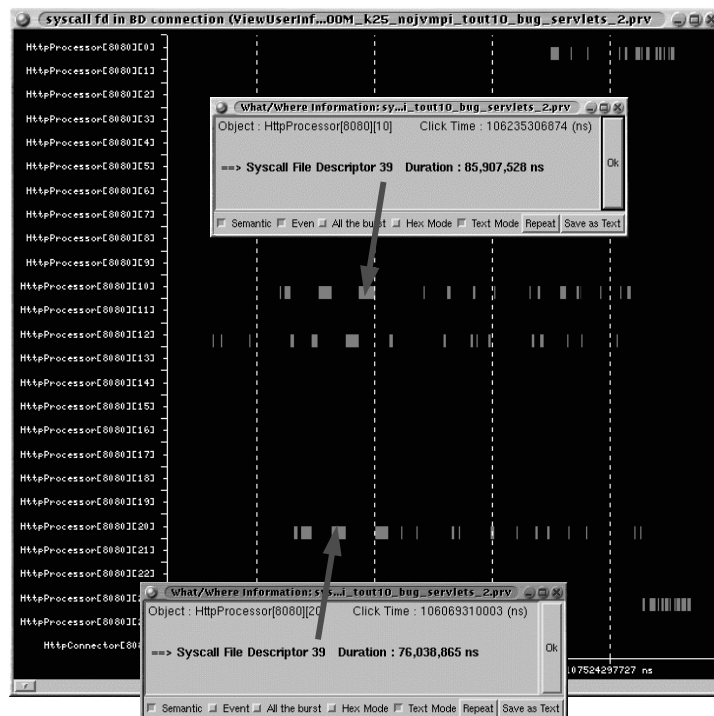 syscall fd in BD connection (ViewUserInf...00M_k25_nojvmpi_tout10_bug_servlets_2.prv
HttpProcessor[8080][0]
HttpProcessor[8080][1]
HttpProcessor[8080][2]
HttpProcessor[8080][3]
HttpProcessor[8080][4]
HttpProcessor[8080][5]
HttpProcessor[8080][6]
HttpProcessor[8080][7]
HttpProcessor[8080][8]
HttpProcessor[8080][9]
HttpProcessor[8080][10]
HttpProcessor[8080][11]
HttpProcessor[8080][12]
HttpProcessor[8080][13]
HttpProcessor[8080][14]
HttpProcessor[8080][15]
HttpProcessor[8080][16]
HttpProcessor[8080][17]
HttpProcessor[8080][18]
HttpProcessor[8080][19]
HttpProcessor[8080][20]
HttpProcessor[8080][21]
HttpProcessor[8080][22]
HttpProcessor[8080][
HttpProcessor[8080][
HttpConnector[80
What/Where Information: sy...i_tout10_bug_servlets_2.prv
Object : HttpProcessor[8080][10] Click Time : 106235306874 (ns)
==> Syscall File Descriptor 39 Duration : 85,907,528 ns
Ok
Semantic Even All the burst Hex Mode Text Mode Repeat Save as Text
What/Where Information: sys...i_tout10_bug_servlets_2.prv
Object : HttpProcessor[8080][20 Click Time : 106069310003 (ns)
==> Syscall File Descriptor 39 Duration : 76,038,865 ns
Ok
Semantic Event All the burst Hex Mode Text Mode Repeat Save as Text
107524297727 ns